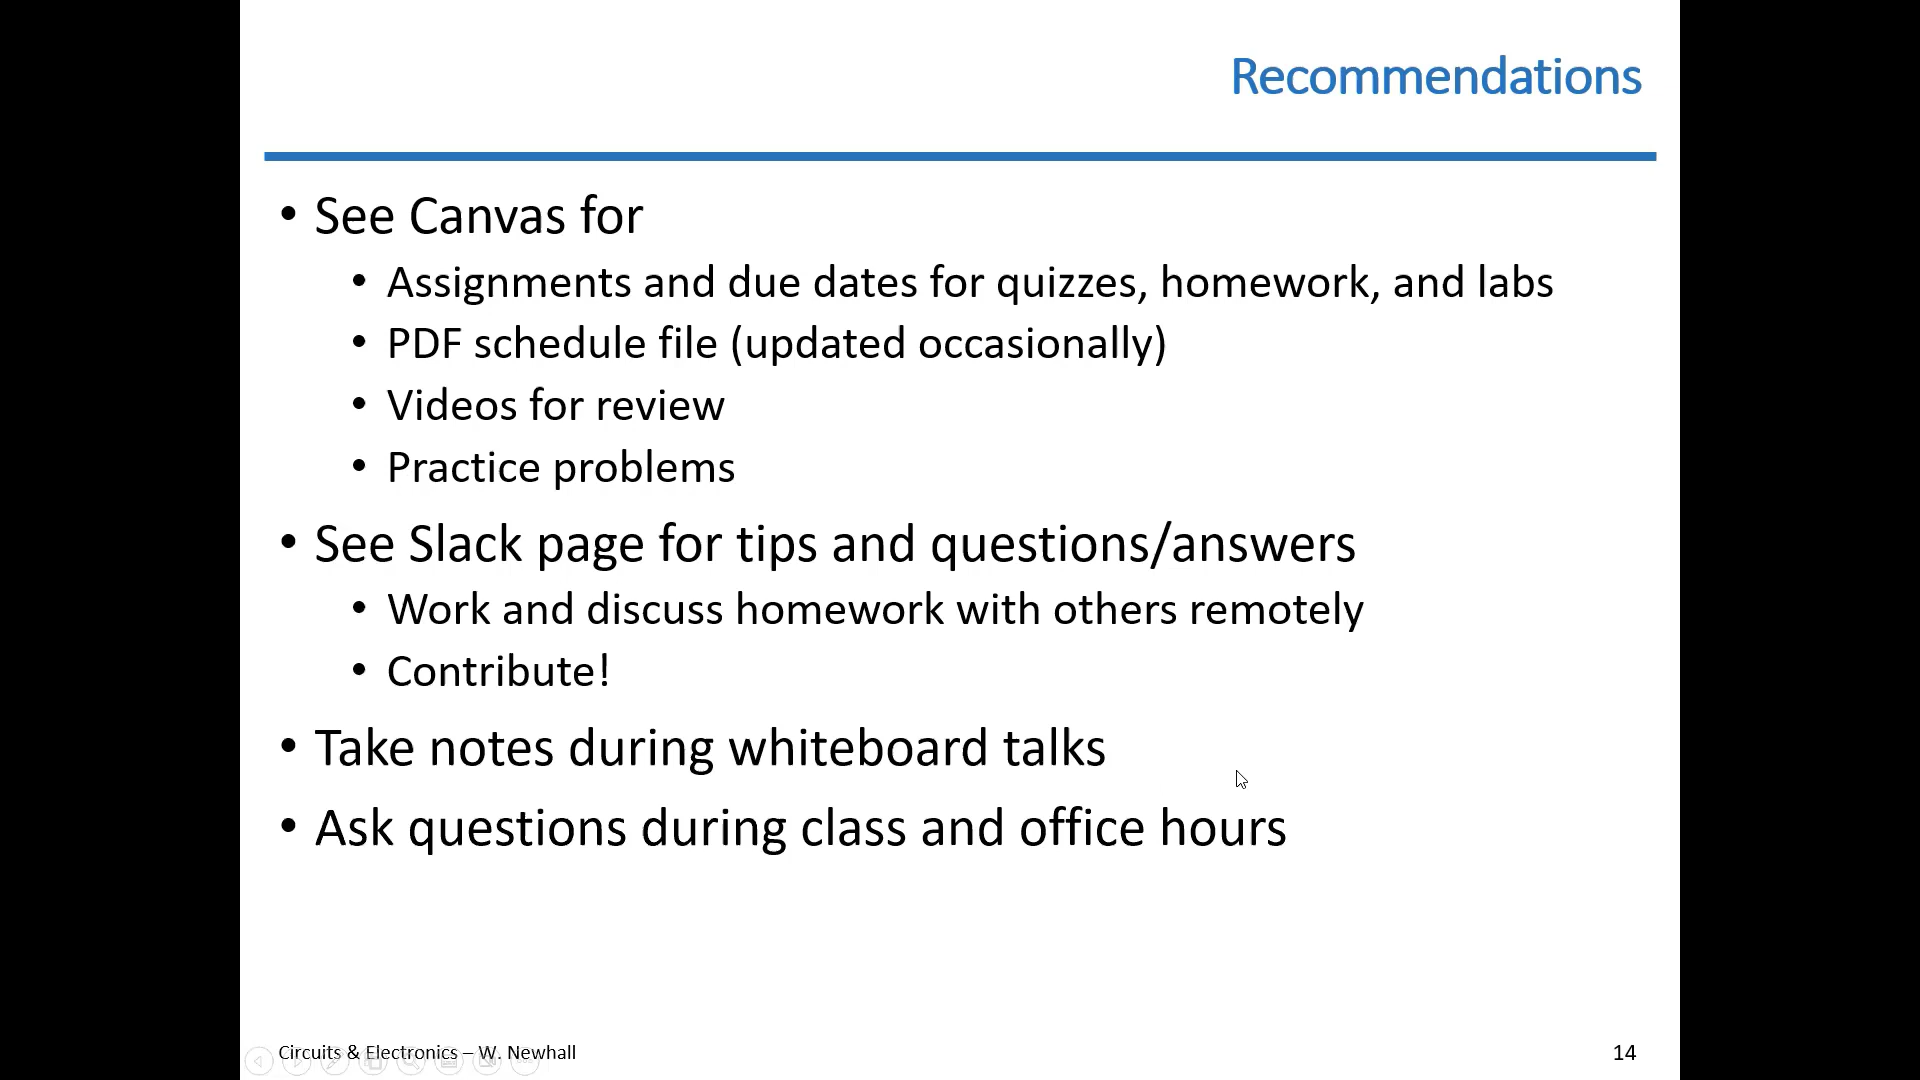 Recommendations
• See Canvas for
• Assignments and due dates for quizzes, homework, and labs
• PDF schedule file (updated occasionally)
• Videos for review
• Practice problems
• See Slack page for tips and questions/answers
• Work and discuss homework with others remotely
• Contribute!
• Take notes during whiteboard talks
• Ask questions during class and office hours
Circuits & Electronics – W. Newhall
14